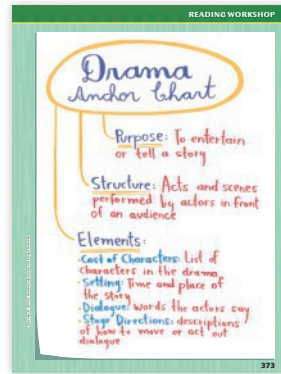 READING WORKSHOP
Drama
Anchor Chart
Purpose: To entertain
or tell a story
Structure: Acts and scenes
performed by actors in front
of an audience
Elements:
· Cast of Characters: List of
characters in the drama
· Setting: Time and place of
the story
· Dialogue: words the actors say
· Stage Directions: descriptions
of how to move or act out
dialogue
373